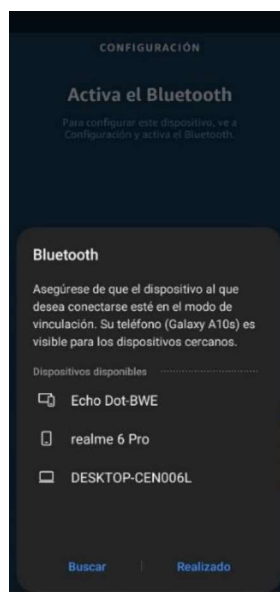 CONFIGURACIÓN
Activa el Bluetooth
Para configurar este dispositivo, ve a
Configuración y activa el Bluetooth.
Bluetooth
Asegúrese de que el dispositivo al que
desea conectarse esté en el modo de
vinculación. Su teléfono (Galaxy A10s) es
visible para los dispositivos cercanos.
Dispositivos disponibles
Echo Dot-BWE
realme 6 Pro
DESKTOP-CEN006L
Buscar
Realizado